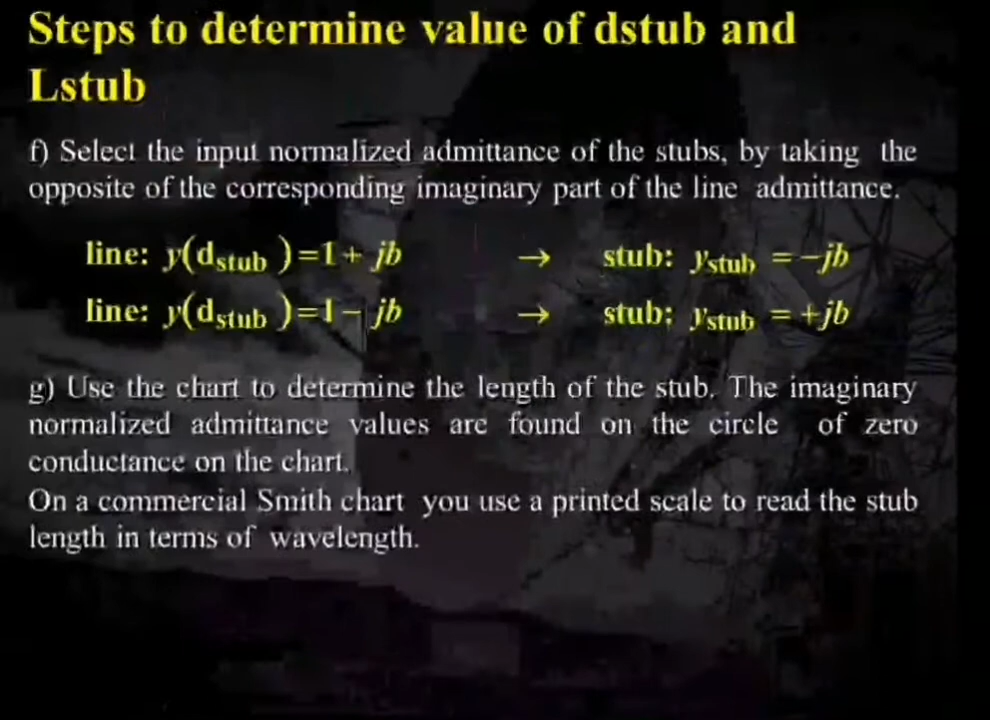 Steps to determine value of dstub and
Lstub
f) Select the input normalized admittance of the stubs, by taking the
opposite of the corresponding imaginary part of the line admittance.
line: y(dstub )=1+ jb → stub: ystub =-jb
line: y(dstub )=1- jb → stub: ystub =+jb
g) Use the chart to determine the length of the stub. The imaginary
normalized admittance values are found on the circle of zero
conductance on the chart.
On a commercial Smith chart you use a printed scale to read the stub
length in terms of wavelength.